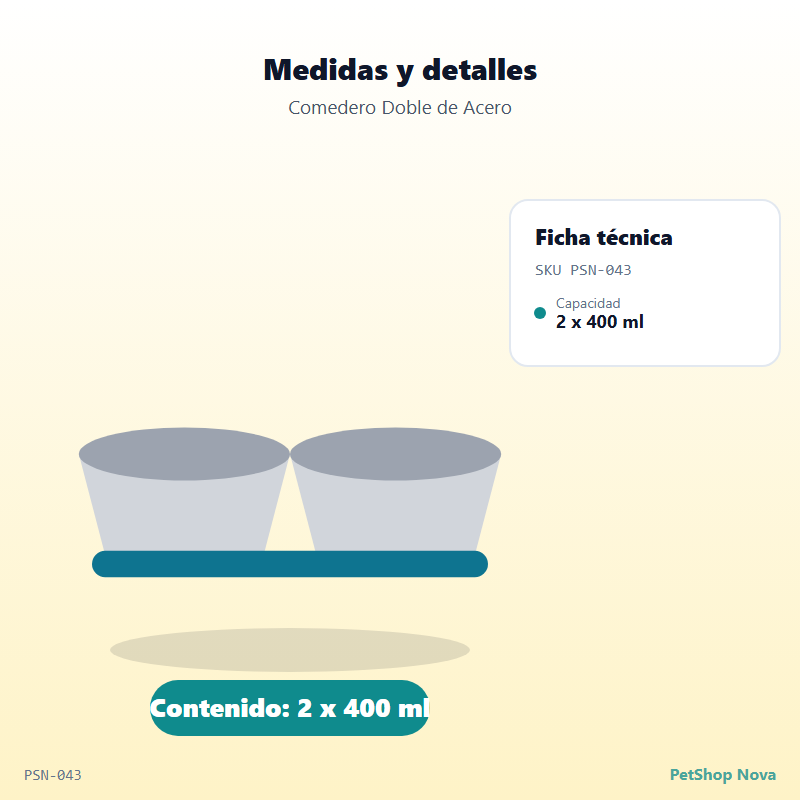 Medidas y detalles
Comedero Doble de Acero
Ficha técnica
SKU PSN-043
Capacidad
2 x 400 ml
Contenido: 2 x 400 ml
PSN-043
PetShop Nova